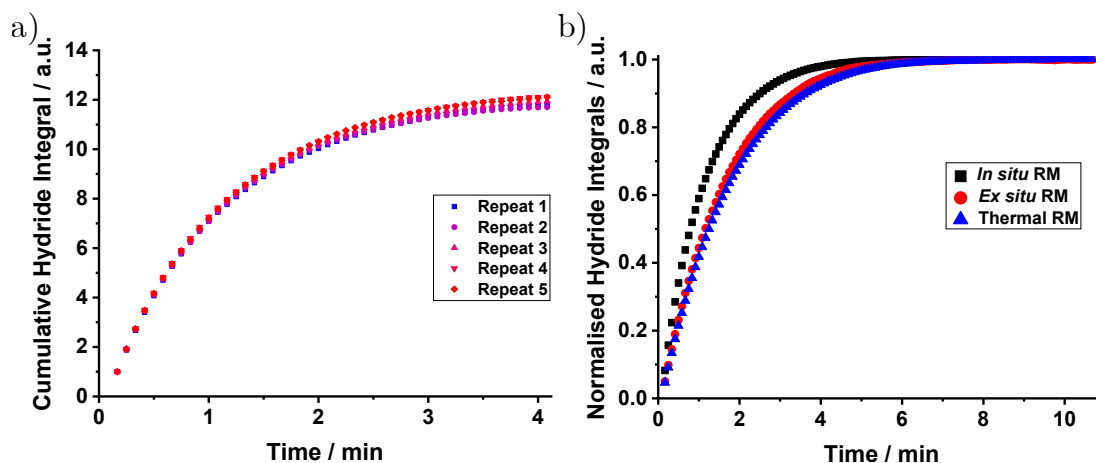 a)
Cumulative Hydride Integral / a.u.
14
12
10
8
6
4
2
0
0
1
2
3
4
Time / min
Repeat 1
Repeat 2
Repeat 3
Repeat 4
Repeat 5
b)
Normalised Hydride Integrals / a.u.
1.0
0.8
0.6
0.4
0.2
0.0
0
2
4
6
8
10
Time / min
In situ RM
Ex situ RM
Thermal RM